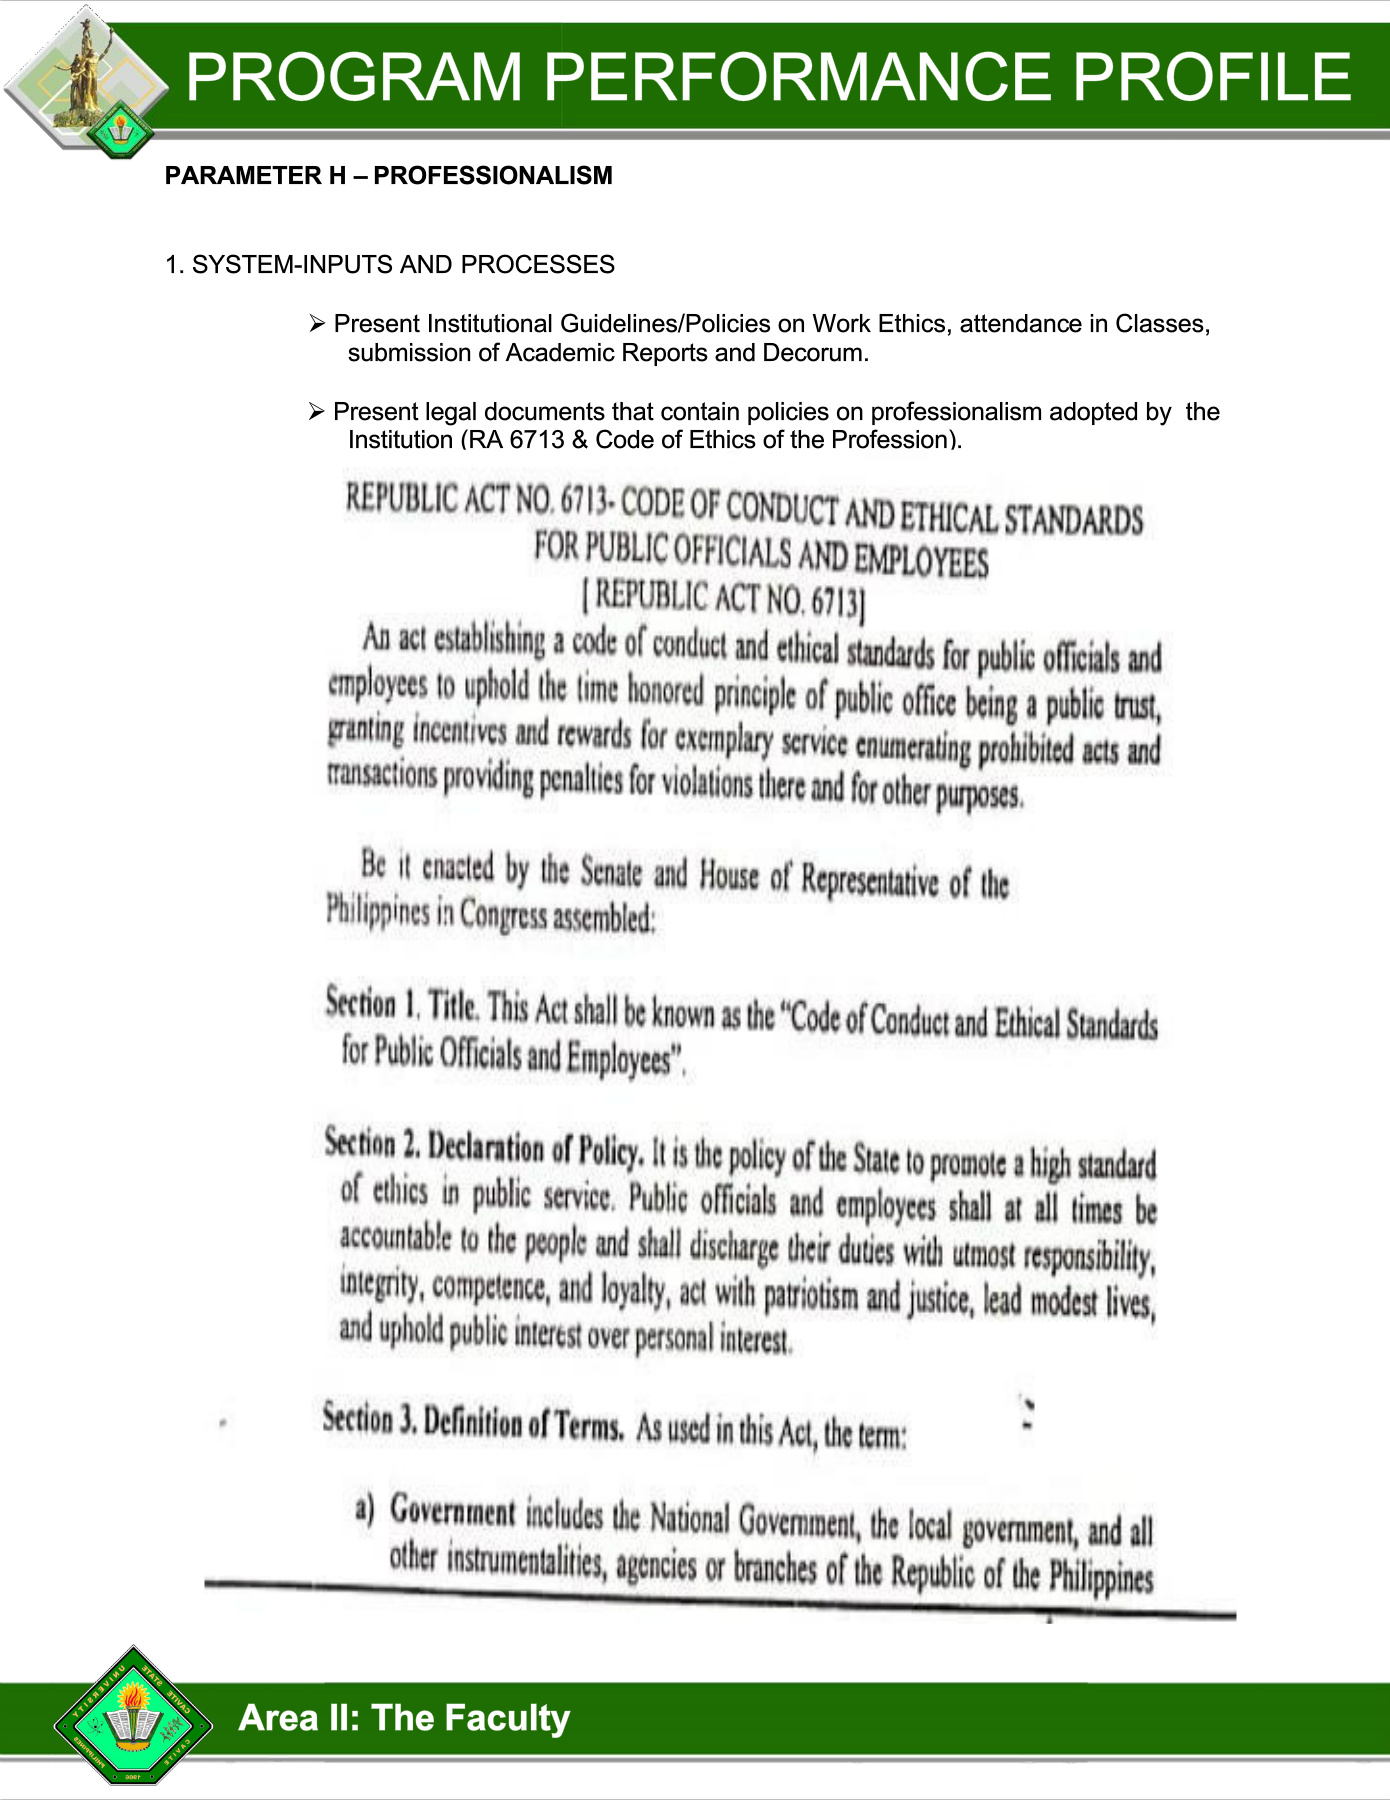 PROGRAM PERFORMANCE PROFILE
PARAMETER H – PROFESSIONALISM
1. SYSTEM-INPUTS AND PROCESSES
➢ Present Institutional Guidelines/Policies on Work Ethics, attendance in Classes,
submission of Academic Reports and Decorum.
➢ Present legal documents that contain policies on professionalism adopted by the
Institution (RA 6713 & Code of Ethics of the Profession).
REPUBLIC ACT NO. 6713- CODE OF CONDUCT AND ETHICAL STANDARDS
FOR PUBLIC OFFICIALS AND EMPLOYEES
[ REPUBLIC ACT NO. 6713]
An act establishing a code of conduct and ethical standards for public officials and
employees to uphold the time honored principle of public office being a public trust,
granting incentives and rewards for exemplary service enumerating prohibited acts and
transactions providing penalties for violations there and for other purposes.
Be it enacted by the Senate and House of Representative of the
Philippines in Congress assembled:
Section 1. Title. This Act shall be known as the “Code of Conduct and Ethical Standards
for Public Officials and Employees”.
Section 2. Declaration of Policy. It is the policy of the State to promote a high standard
of ethics in public service. Public officials and employees shall at all times be
accountable to the people and shall discharge their duties with utmost responsibility,
integrity, competence, and loyalty, act with patriotism and justice, lead modest lives,
and uphold public interest over personal interest.
Section 3. Definition of Terms. As used in this Act, the term:
a) Government includes the National Government, the local government, and all
other instrumentalities, agencies or branches of the Republic of the Philippines
CAVITE STATE UNIVERSITY
CAVITE
PHILIPPINES
1906
Area II: The Faculty